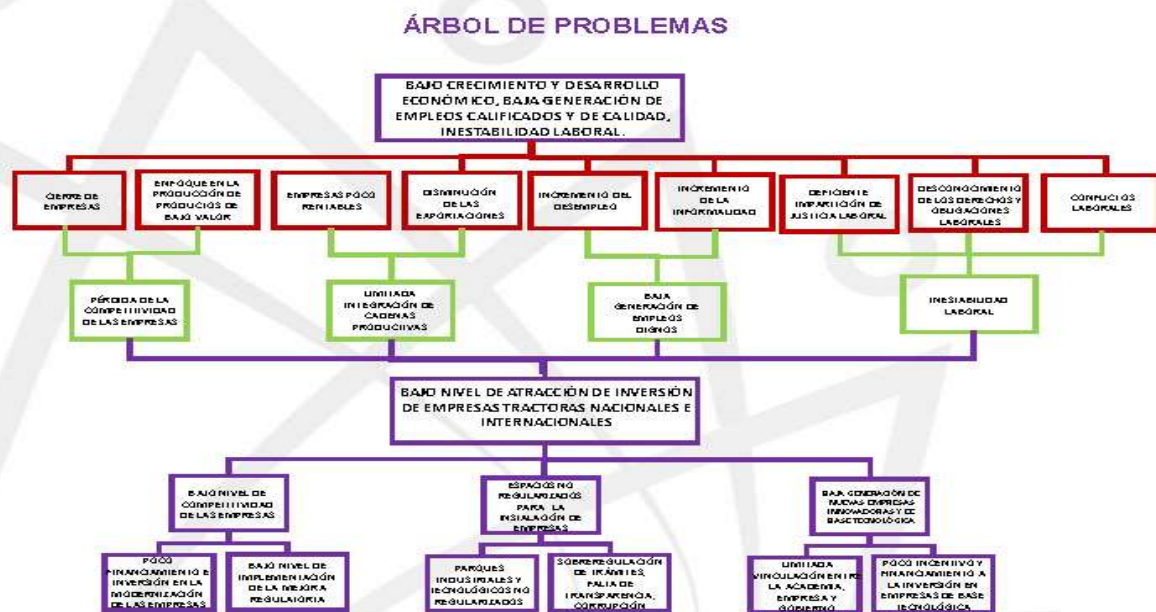 ÁRBOL DE PROBLEMAS
BAJO CRECIMIENTO Y DESARROLLO
ECONÓMICO, BAJA GENERACIÓN DE
EMPLEOS CALIFICADOS Y DE CALIDAD,
INESTABILIDAD LABORAL.
CIERRE DE
EMPRESAS
ENFOQUE EN LA
PRODUCCIÓN DE
PRODUCTOS DE
BAJO VALOR
EMPRESAS POCO
RENTABLES
DISMINUCIÓN
DE LAS
EXPORTACIONES
INCREMENTO DEL
DESEMPLEO
INCREMENTO
DE LA
INFORMALIDAD
DEFICIENTE
IMPARTICIÓN DE
JUSTICIA LABORAL
DESCONOCIMIENTO
DE LOS DERECHOS Y
OBLIGACIONES
LABORALES
CONFLICTOS
LABORALES
PÉRDIDA DE LA
COMPETITIVIDAD
DE LAS EMPRESAS
LIMITADA
INTEGRACIÓN DE
CADENAS
PRODUCTIVAS
BAJA
GENERACIÓN DE
EMPLEOS
DIGNOS
INESTABILIDAD
LABORAL
BAJO NIVEL DE ATRACCIÓN DE INVERSIÓN
DE EMPRESAS TRACTORAS NACIONALES E
INTERNACIONALES
BAJO NIVEL DE
COMPETITIVIDAD
DE LAS EMPRESAS
ESPACIOS NO
REGULARIZADOS
PARA LA
INSTALACIÓN DE
EMPRESAS
BAJA GENERACIÓN DE
NUEVAS EMPRESAS
INNOVADORAS Y DE
BASE TECNOLÓGICA
POCO
FINANCIAMIENTO E
INVERSIÓN EN LA
MODERNIZACIÓN
DE LAS EMPRESAS
BAJO NIVEL DE
IMPLEMENTACIÓN
DE LA MEJORA
REGULATORIA
PARQUES
INDUSTRIALES Y
TECNOLÓGICOS NO
REGULARIZADOS
SOBREREGULACIÓN
DE TRÁMITES,
FALTA DE
TRANSPARENCIA,
CORRUPCIÓN
LIMITADA
VINCULACIÓN ENTRE
LA ACADEMIA,
EMPRESA Y
GOBIERNO
POCO INCENTIVO Y
FINANCIAMIENTO A
LA INVERSIÓN EN
EMPRESAS DE BASE
TECNOLÓGICA